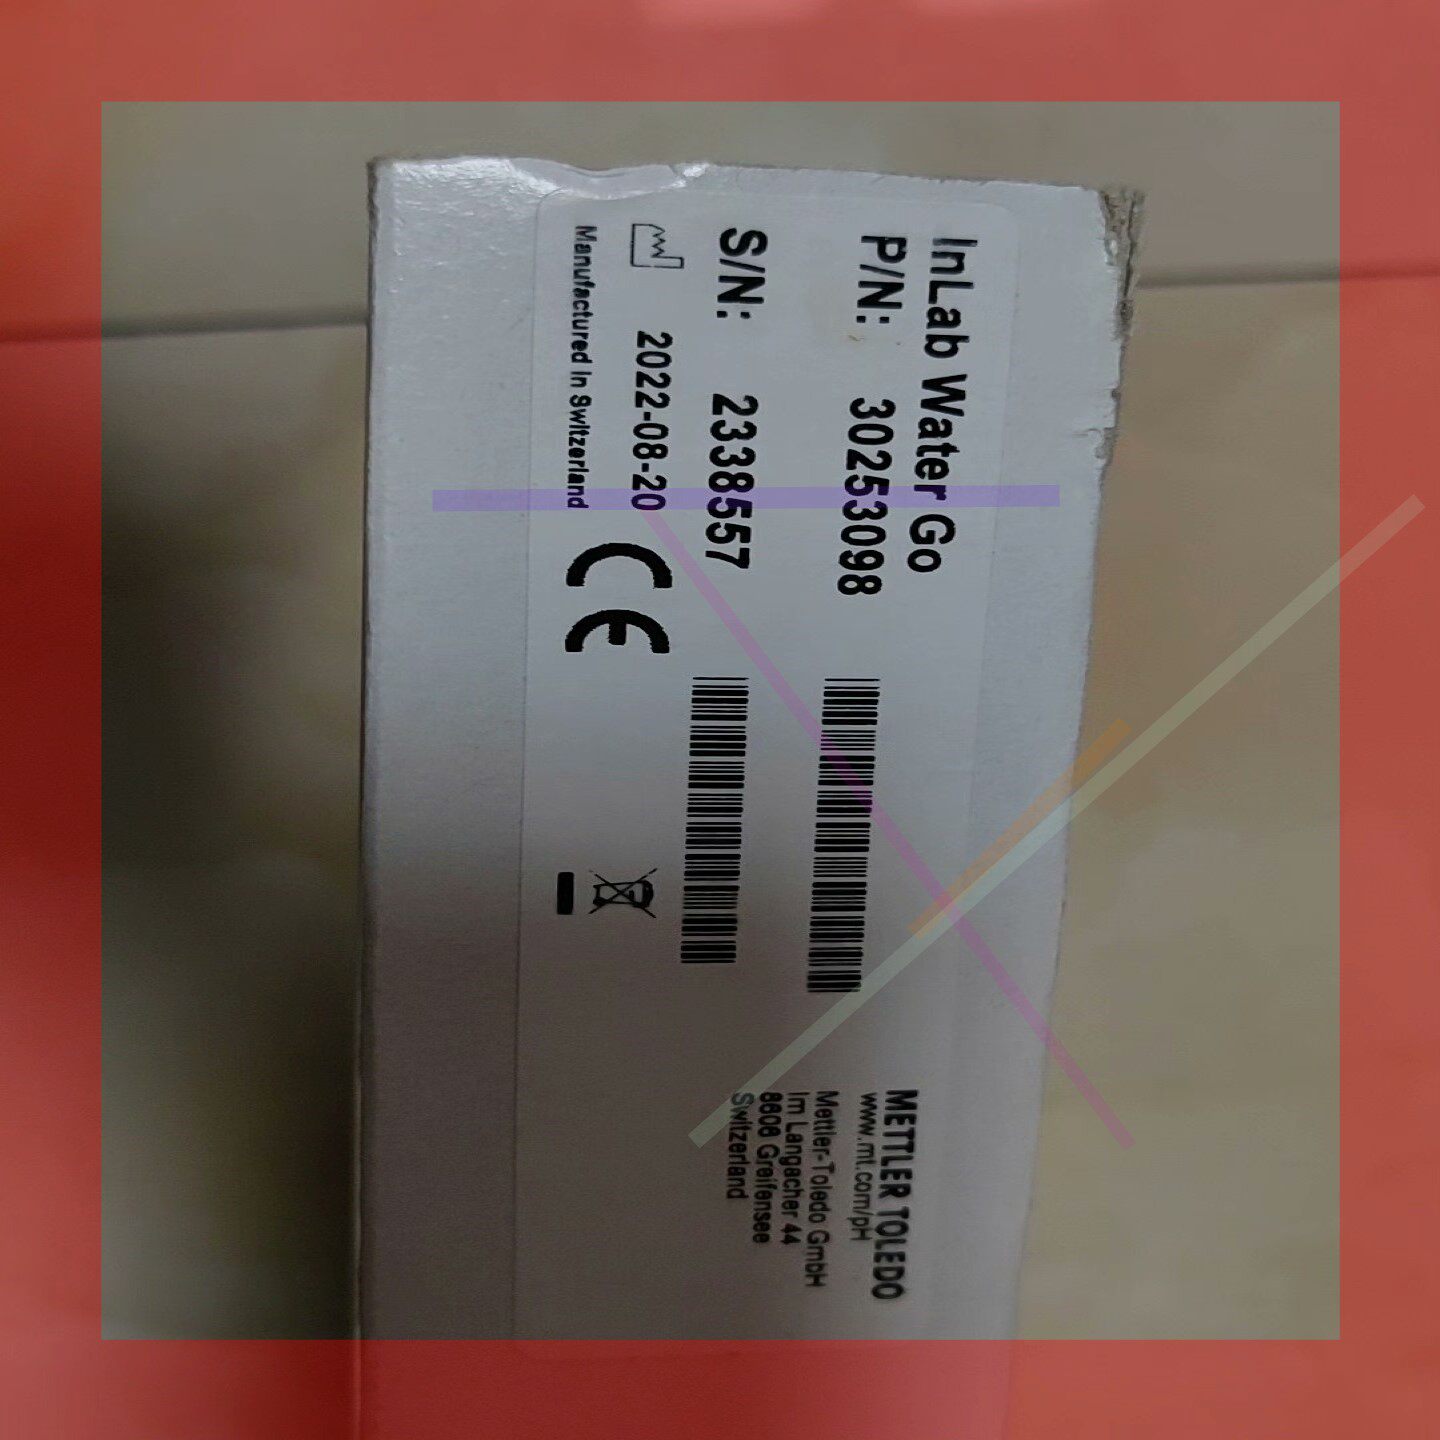 InLab Water Go
P/N: 30253098
S/N: 2338557
2022-08-20
Manufactured in Switzerland
CE
METTLER TOLEDO
www.mt.com/pH
Mettler-Toledo GmbH
Im Langacher 44
8606 Greifensee
Switzerland